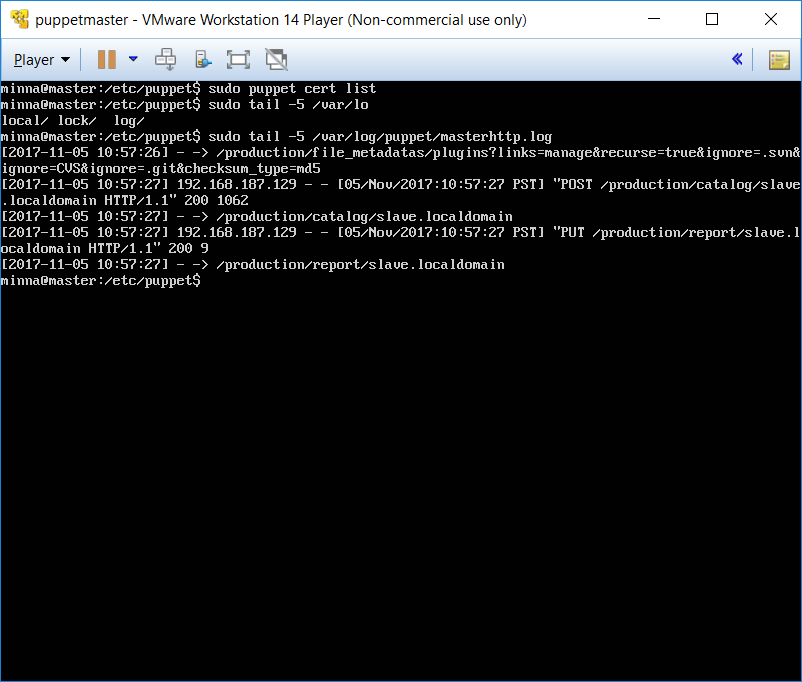 puppetmaster - VMware Workstation 14 Player (Non-commercial use only)
Player
minna@master:/etc/puppet$ sudo puppet cert list
minna@master:/etc/puppet$ sudo tail -5 /var/lo
local/ lock/  log/
minna@master:/etc/puppet$ sudo tail -5 /var/log/puppet/masterhttp.log
[2017-11-05 10:57:26] - -> /production/file_metadatas/plugins?links=manage&recurse=true&ignore=.svn&
ignore=CVS&ignore=.git&checksum_type=md5
[2017-11-05 10:57:27] 192.168.187.129 - - [05/Nov/2017:10:57:27 PST] "POST /production/catalog/slave
.localdomain HTTP/1.1" 200 1062
[2017-11-05 10:57:27] - -> /production/catalog/slave.localdomain
[2017-11-05 10:57:27] 192.168.187.129 - - [05/Nov/2017:10:57:27 PST] "PUT /production/report/slave.l
ocaldomain HTTP/1.1" 200 9
[2017-11-05 10:57:27] - -> /production/report/slave.localdomain
minna@master:/etc/puppet$